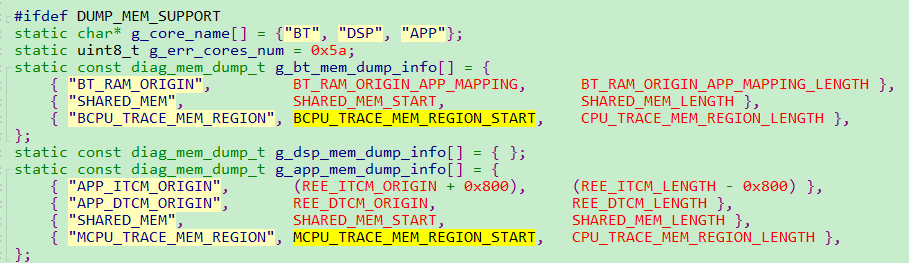 #ifdef DUMP_MEM_SUPPORT
static char* g_core_name[] = {"BT", "DSP", "APP"};
static uint8_t g_err_cores_num = 0x5a;
static const diag_mem_dump_t g_bt_mem_dump_info[] = {
    { "BT_RAM_ORIGIN",        BT_RAM_ORIGIN_APP_MAPPING,       BT_RAM_ORIGIN_APP_MAPPING_LENGTH },
    { "SHARED_MEM",           SHARED_MEM_START,                SHARED_MEM_LENGTH },
    { "BCPU_TRACE_MEM_REGION", BCPU_TRACE_MEM_REGION_START,    CPU_TRACE_MEM_REGION_LENGTH },
};
static const diag_mem_dump_t g_dsp_mem_dump_info[] = { };
static const diag_mem_dump_t g_app_mem_dump_info[] = {
    { "APP_ITCM_ORIGIN",      (REE_ITCM_ORIGIN + 0x800),      (REE_ITCM_LENGTH - 0x800) },
    { "APP_DTCM_ORIGIN",      REE_DTCM_ORIGIN,                REE_DTCM_LENGTH },
    { "SHARED_MEM",           SHARED_MEM_START,               SHARED_MEM_LENGTH },
    { "MCPU_TRACE_MEM_REGION", MCPU_TRACE_MEM_REGION_START,   CPU_TRACE_MEM_REGION_LENGTH },
};